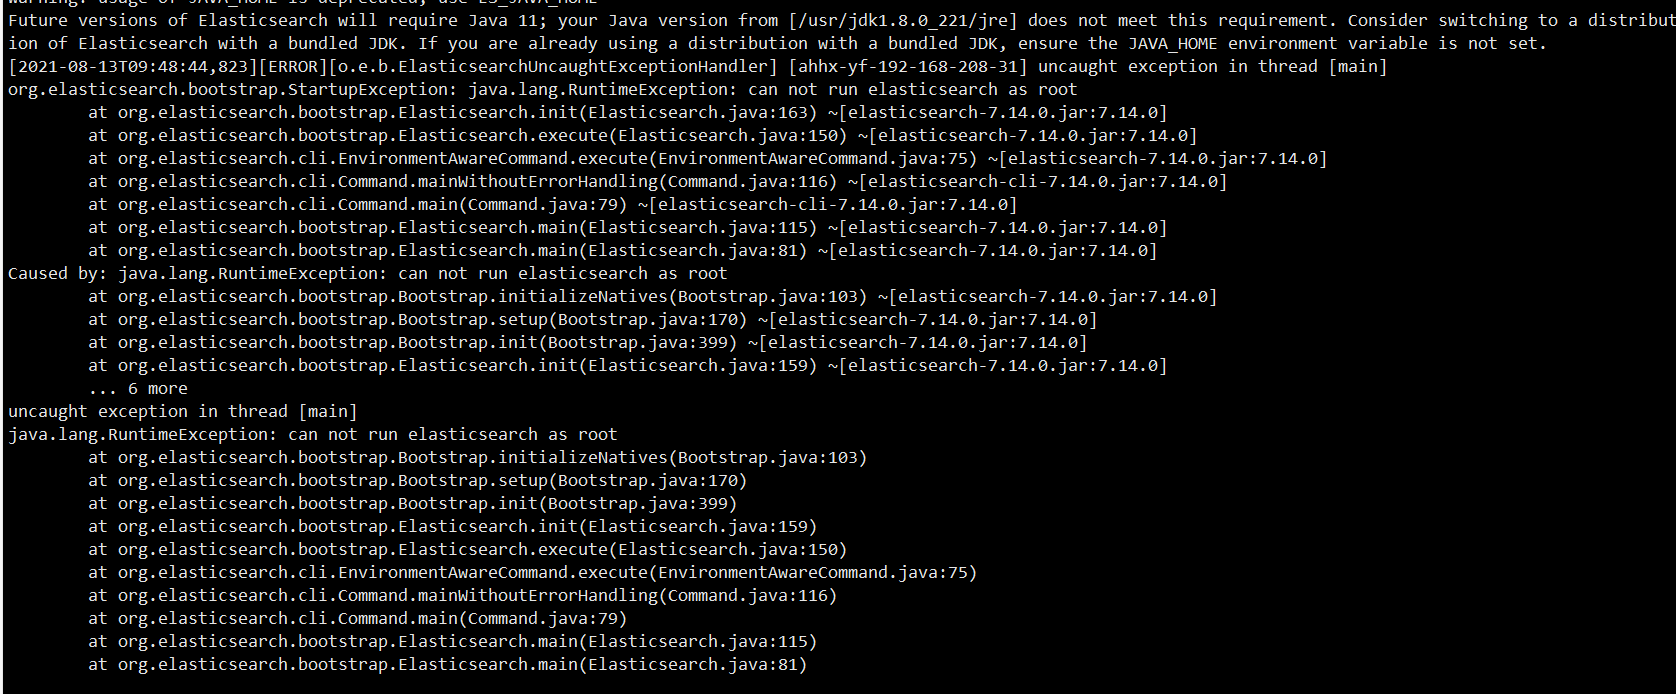 warning: usage of JAVA_HOME is deprecated, use ES_JAVA_HOME
Future versions of Elasticsearch will require Java 11; your Java version from [/usr/jdk1.8.0_221/jre] does not meet this requirement. Consider switching to a distribut
ion of Elasticsearch with a bundled JDK. If you are already using a distribution with a bundled JDK, ensure the JAVA_HOME environment variable is not set.
[2021-08-13T09:48:44,823][ERROR][o.e.b.ElasticsearchUncaughtExceptionHandler] [ahhx-yf-192-168-208-31] uncaught exception in thread [main]
org.elasticsearch.bootstrap.StartupException: java.lang.RuntimeException: can not run elasticsearch as root
at org.elasticsearch.bootstrap.Elasticsearch.init(Elasticsearch.java:163) ~[elasticsearch-7.14.0.jar:7.14.0]
at org.elasticsearch.bootstrap.Elasticsearch.execute(Elasticsearch.java:150) ~[elasticsearch-7.14.0.jar:7.14.0]
at org.elasticsearch.cli.EnvironmentAwareCommand.execute(EnvironmentAwareCommand.java:75) ~[elasticsearch-7.14.0.jar:7.14.0]
at org.elasticsearch.cli.Command.mainWithoutErrorHandling(Command.java:116) ~[elasticsearch-cli-7.14.0.jar:7.14.0]
at org.elasticsearch.cli.Command.main(Command.java:79) ~[elasticsearch-cli-7.14.0.jar:7.14.0]
at org.elasticsearch.bootstrap.Elasticsearch.main(Elasticsearch.java:115) ~[elasticsearch-7.14.0.jar:7.14.0]
at org.elasticsearch.bootstrap.Elasticsearch.main(Elasticsearch.java:81) ~[elasticsearch-7.14.0.jar:7.14.0]
Caused by: java.lang.RuntimeException: can not run elasticsearch as root
at org.elasticsearch.bootstrap.Bootstrap.initializeNatives(Bootstrap.java:103) ~[elasticsearch-7.14.0.jar:7.14.0]
at org.elasticsearch.bootstrap.Bootstrap.setup(Bootstrap.java:170) ~[elasticsearch-7.14.0.jar:7.14.0]
at org.elasticsearch.bootstrap.Bootstrap.init(Bootstrap.java:399) ~[elasticsearch-7.14.0.jar:7.14.0]
at org.elasticsearch.bootstrap.Elasticsearch.init(Elasticsearch.java:159) ~[elasticsearch-7.14.0.jar:7.14.0]
... 6 more
uncaught exception in thread [main]
java.lang.RuntimeException: can not run elasticsearch as root
at org.elasticsearch.bootstrap.Bootstrap.initializeNatives(Bootstrap.java:103)
at org.elasticsearch.bootstrap.Bootstrap.setup(Bootstrap.java:170)
at org.elasticsearch.bootstrap.Bootstrap.init(Bootstrap.java:399)
at org.elasticsearch.bootstrap.Elasticsearch.init(Elasticsearch.java:159)
at org.elasticsearch.bootstrap.Elasticsearch.execute(Elasticsearch.java:150)
at org.elasticsearch.cli.EnvironmentAwareCommand.execute(EnvironmentAwareCommand.java:75)
at org.elasticsearch.cli.Command.mainWithoutErrorHandling(Command.java:116)
at org.elasticsearch.cli.Command.main(Command.java:79)
at org.elasticsearch.bootstrap.Elasticsearch.main(Elasticsearch.java:115)
at org.elasticsearch.bootstrap.Elasticsearch.main(Elasticsearch.java:81)